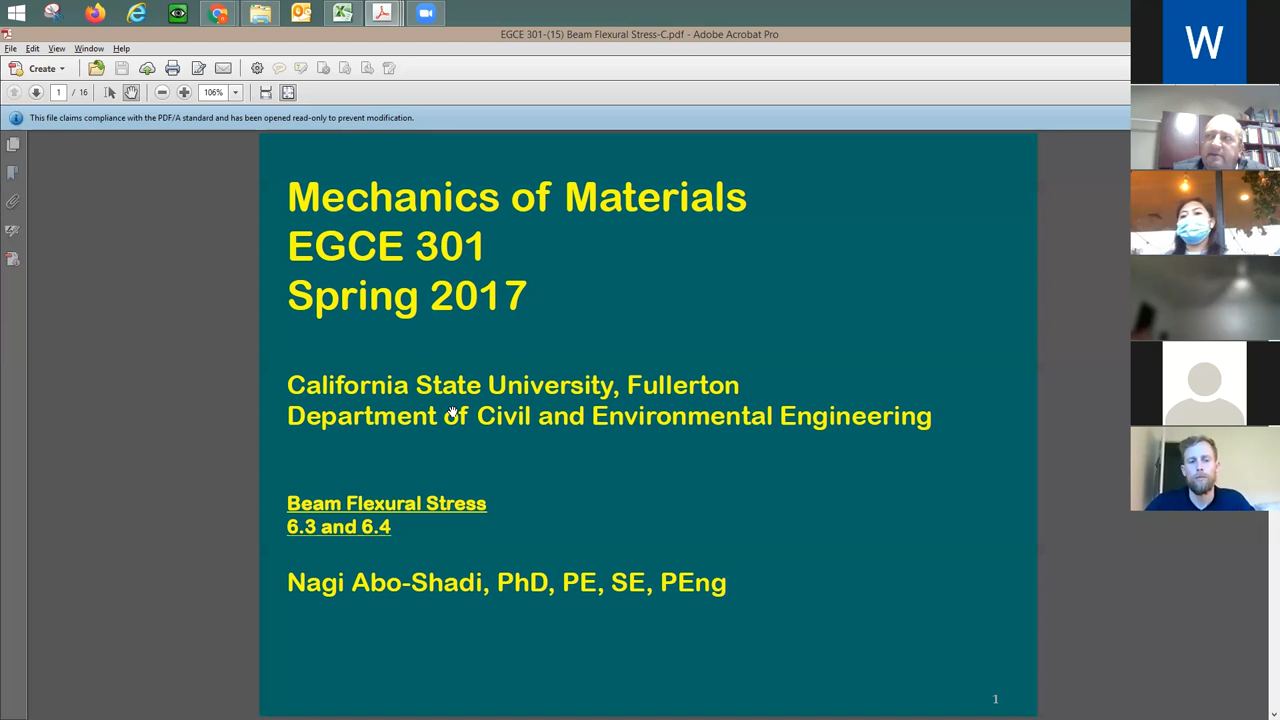 EGCE 301-(15) Beam Flexural Stress-C.pdf - Adobe Acrobat Pro
File Edit View Window Help
Create
1 / 16 106%
This file claims compliance with the PDF/A standard and has been opened read-only to prevent modification.
W
Mechanics of Materials
EGCE 301
Spring 2017
California State University, Fullerton
Department of Civil and Environmental Engineering
Beam Flexural Stress
6.3 and 6.4
Nagi Abo-Shadi, PhD, PE, SE, PEng
1